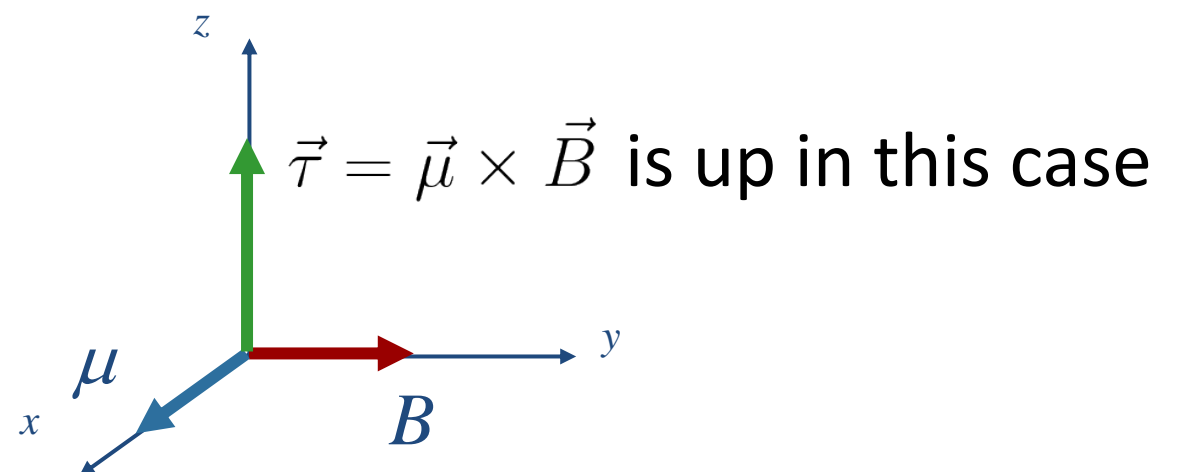 z
τ⃗ = μ⃗ × B⃗ is up in this case
y
μ
x
B